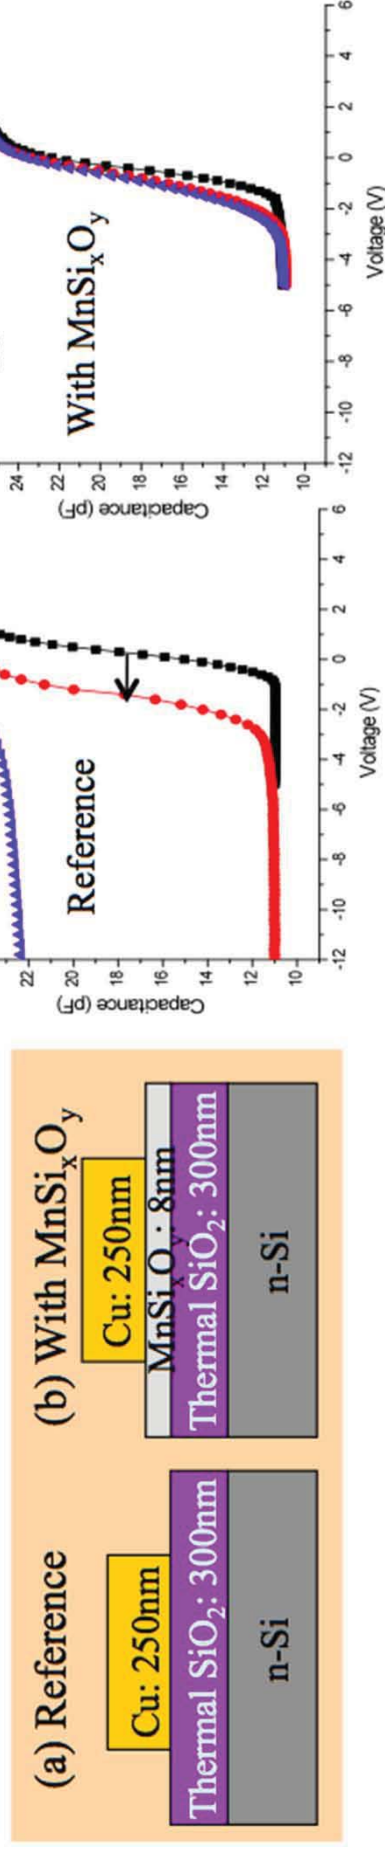 (a) Reference
Cu: 250nm
Thermal SiO₂: 300nm
n-Si
(b) With MnSiₓOy
Cu: 250nm
MnSiₓOy: 8nm
Thermal SiO₂: 300nm
n-Si
Reference
Capacitance (pF)
22
20
18
16
14
12
10
-12 -10 -8 -6 -4 -2 0 2 4 6
Voltage (V)
With MnSiₓOy
Capacitance (pF)
24
22
20
18
16
14
12
10
-12 -10 -8 -6 -4 -2 0 2 4 6
Voltage (V)